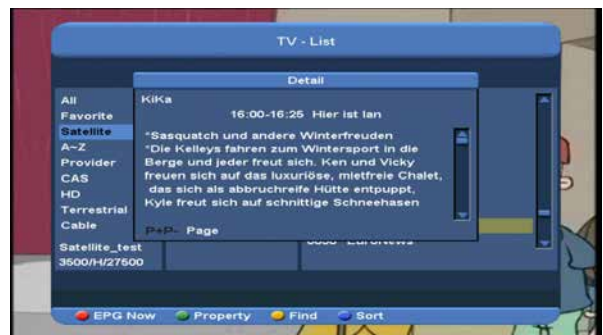 TV - List
Detail
All
Favorite
Satellite
A~Z
Provider
CAS
HD
Terrestrial
Cable
Satellite_test
3500/H/27500
KiKa
16:00-16:25 Hier ist Ian
"Sasquatch und andere Winterfreuden
"Die Kelleys fahren zum Wintersport in die
Berge und jeder freut sich. Ken und Vicky
freuen sich auf das luxuriöse, mietfreie Chalet,
das sich als abbruchreife Hütte entpuppt,
Kyle freut sich auf schnittige Schneehasen
P+P- Page
EuroNews
EPG Now Property Find Sort